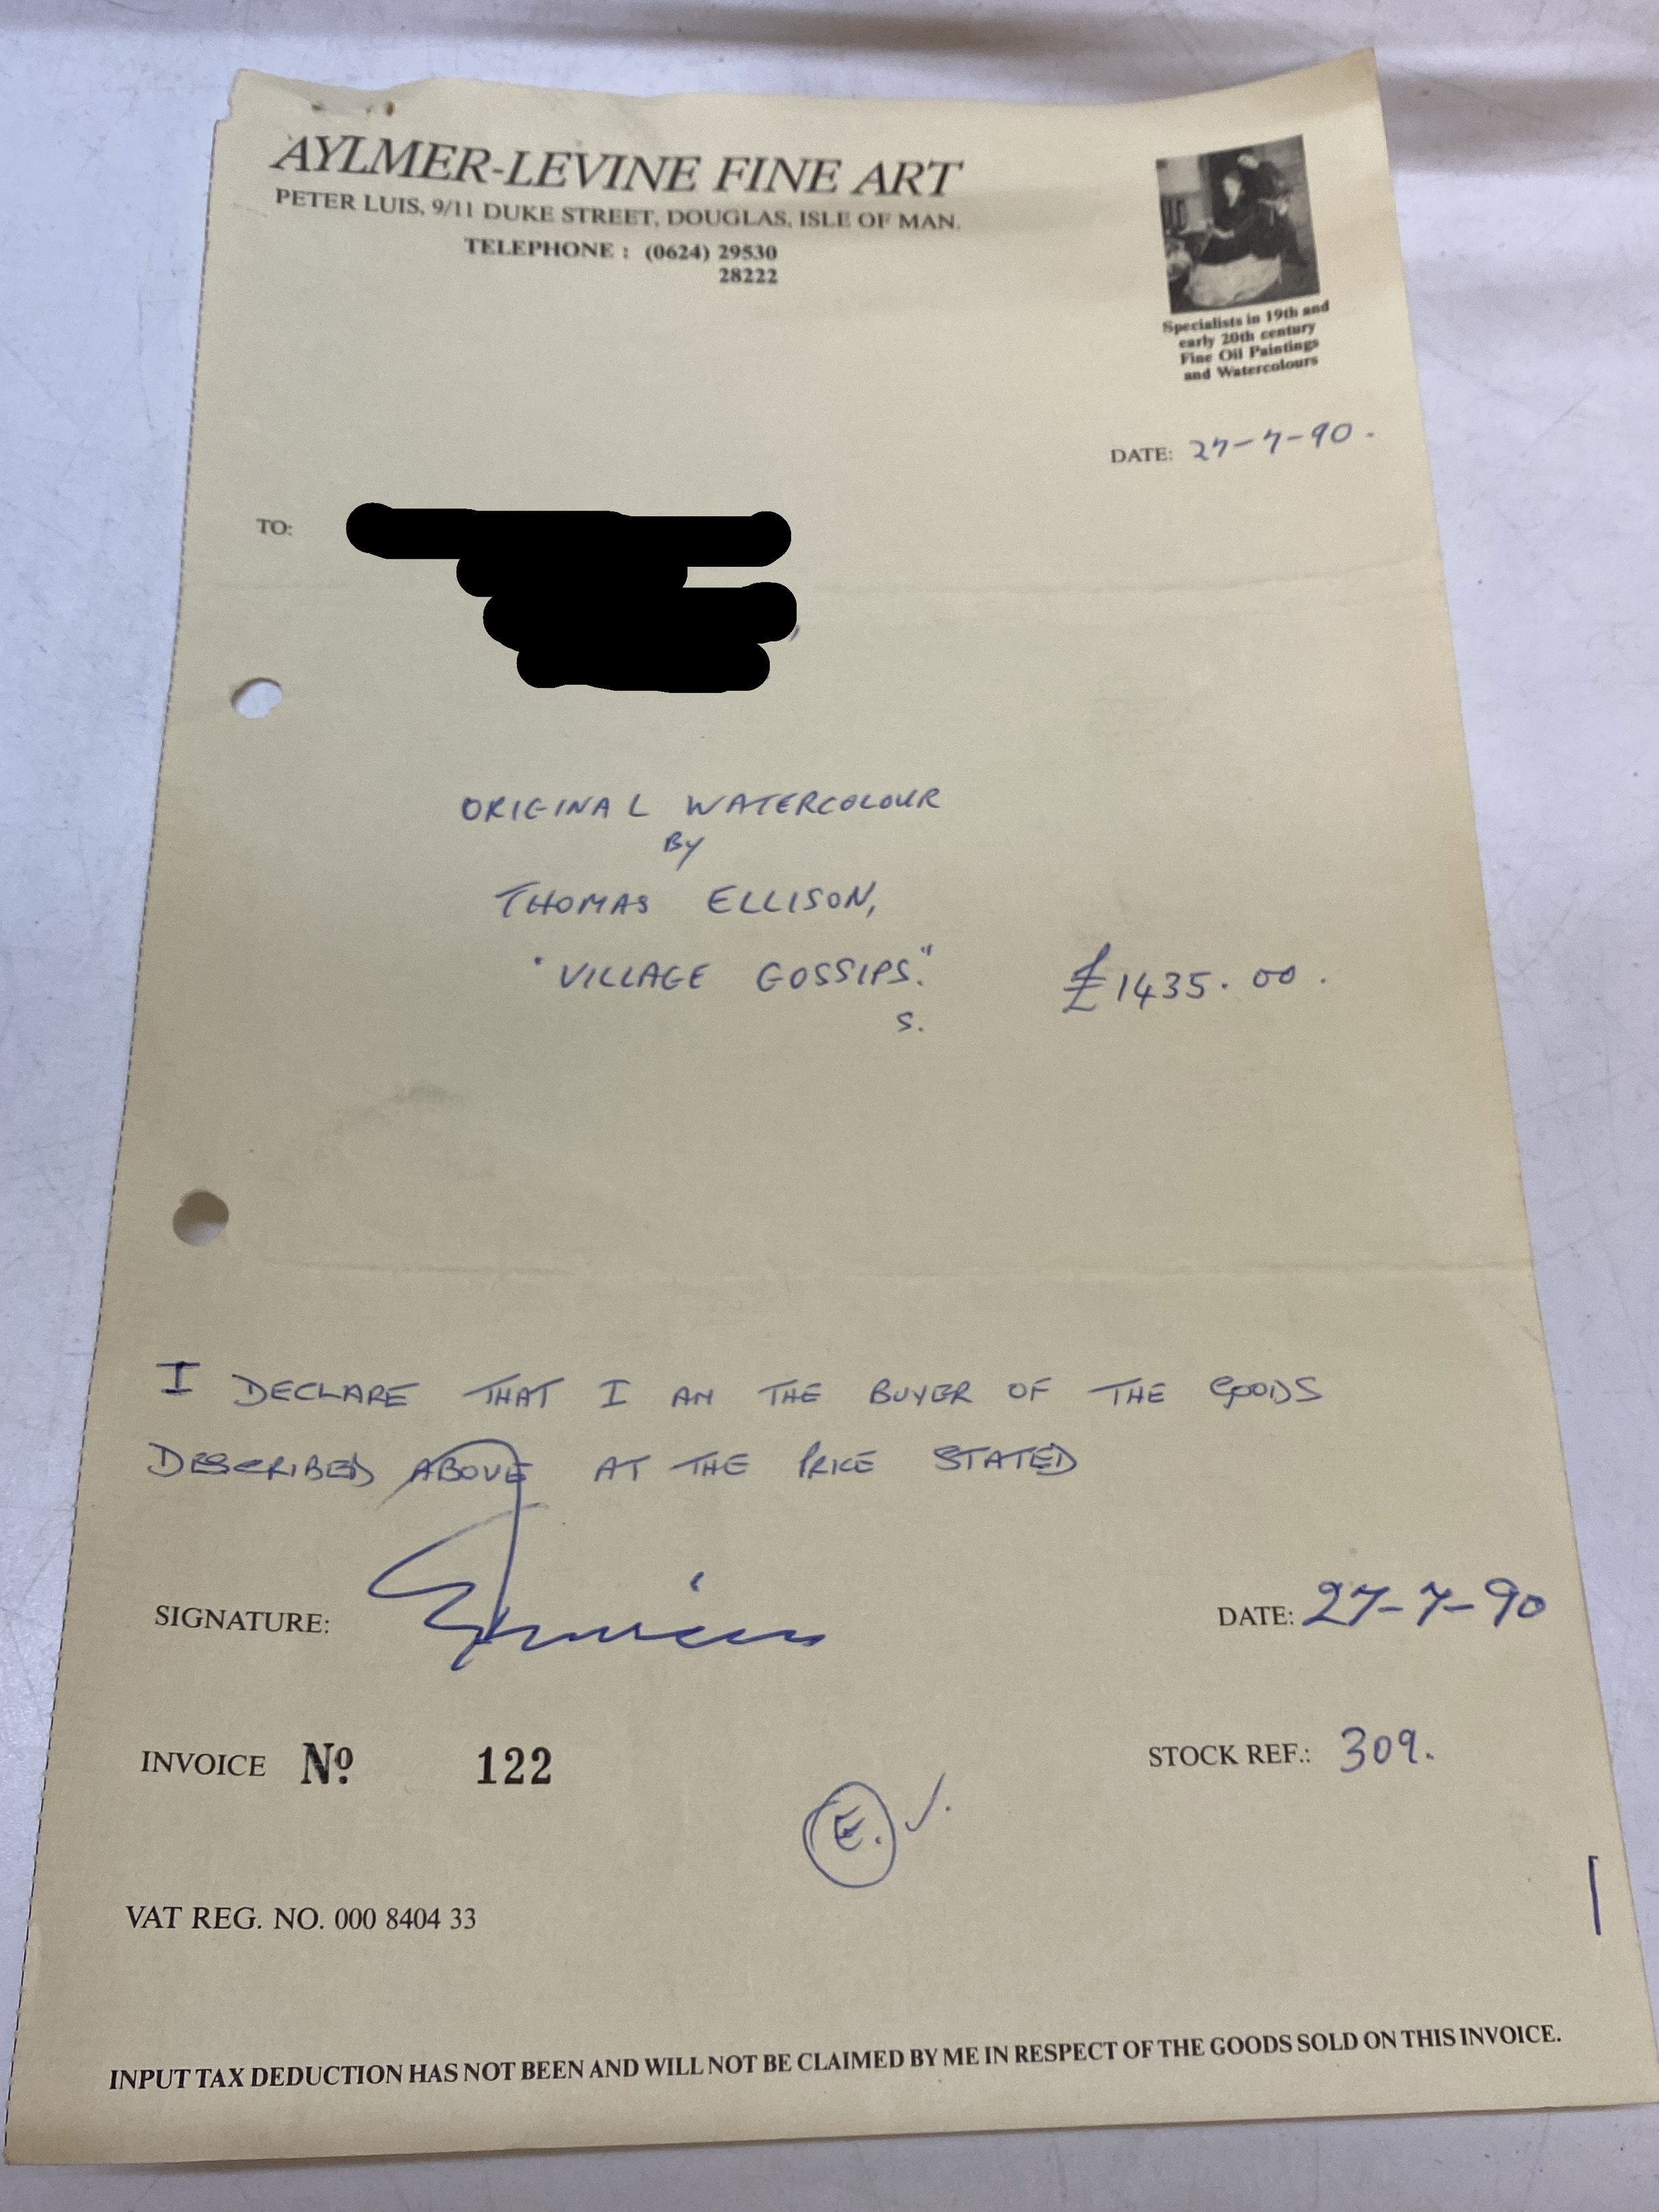 AYLMER-LEVINE FINE ART
PETER LUIS, 9/11 DUKE STREET, DOUGLAS, ISLE OF MAN.
TELEPHONE : (0624) 29530
28222
Specialists in 19th and
early 20th century
Fine Oil Paintings
and Watercolours
DATE: 27-7-90.
TO:
ORIGINAL WATERCOLOUR
By
THOMAS ELLISON,
"VILLAGE GOSSIPS."
s.
£1435.00.
I DECLARE THAT I AM THE BUYER OF THE GOODS
DESCRIBED ABOVE AT THE PRICE STATED
SIGNATURE:
DATE: 27-7-90
INVOICE No 122
STOCK REF.: 309.
E. ✓.
VAT REG. NO. 000 8404 33
INPUT TAX DEDUCTION HAS NOT BEEN AND WILL NOT BE CLAIMED BY ME IN RESPECT OF THE GOODS SOLD ON THIS INVOICE.